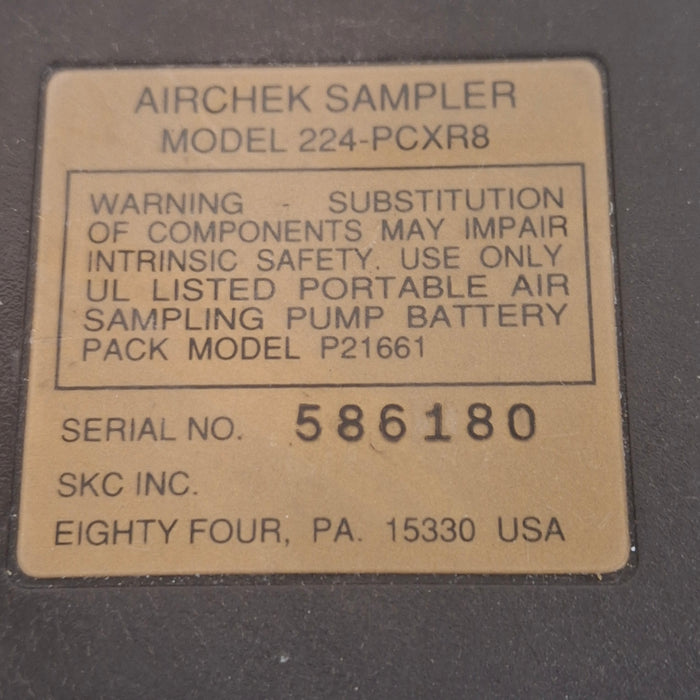 AIRCHEK SAMPLER
MODEL 224-PCXR8
WARNING - SUBSTITUTION
OF COMPONENTS MAY IMPAIR
INTRINSIC SAFETY. USE ONLY
UL LISTED PORTABLE AIR
SAMPLING PUMP BATTERY
PACK MODEL P21661
SERIAL NO. 586180
SKC INC.
EIGHTY FOUR, PA. 15330 USA